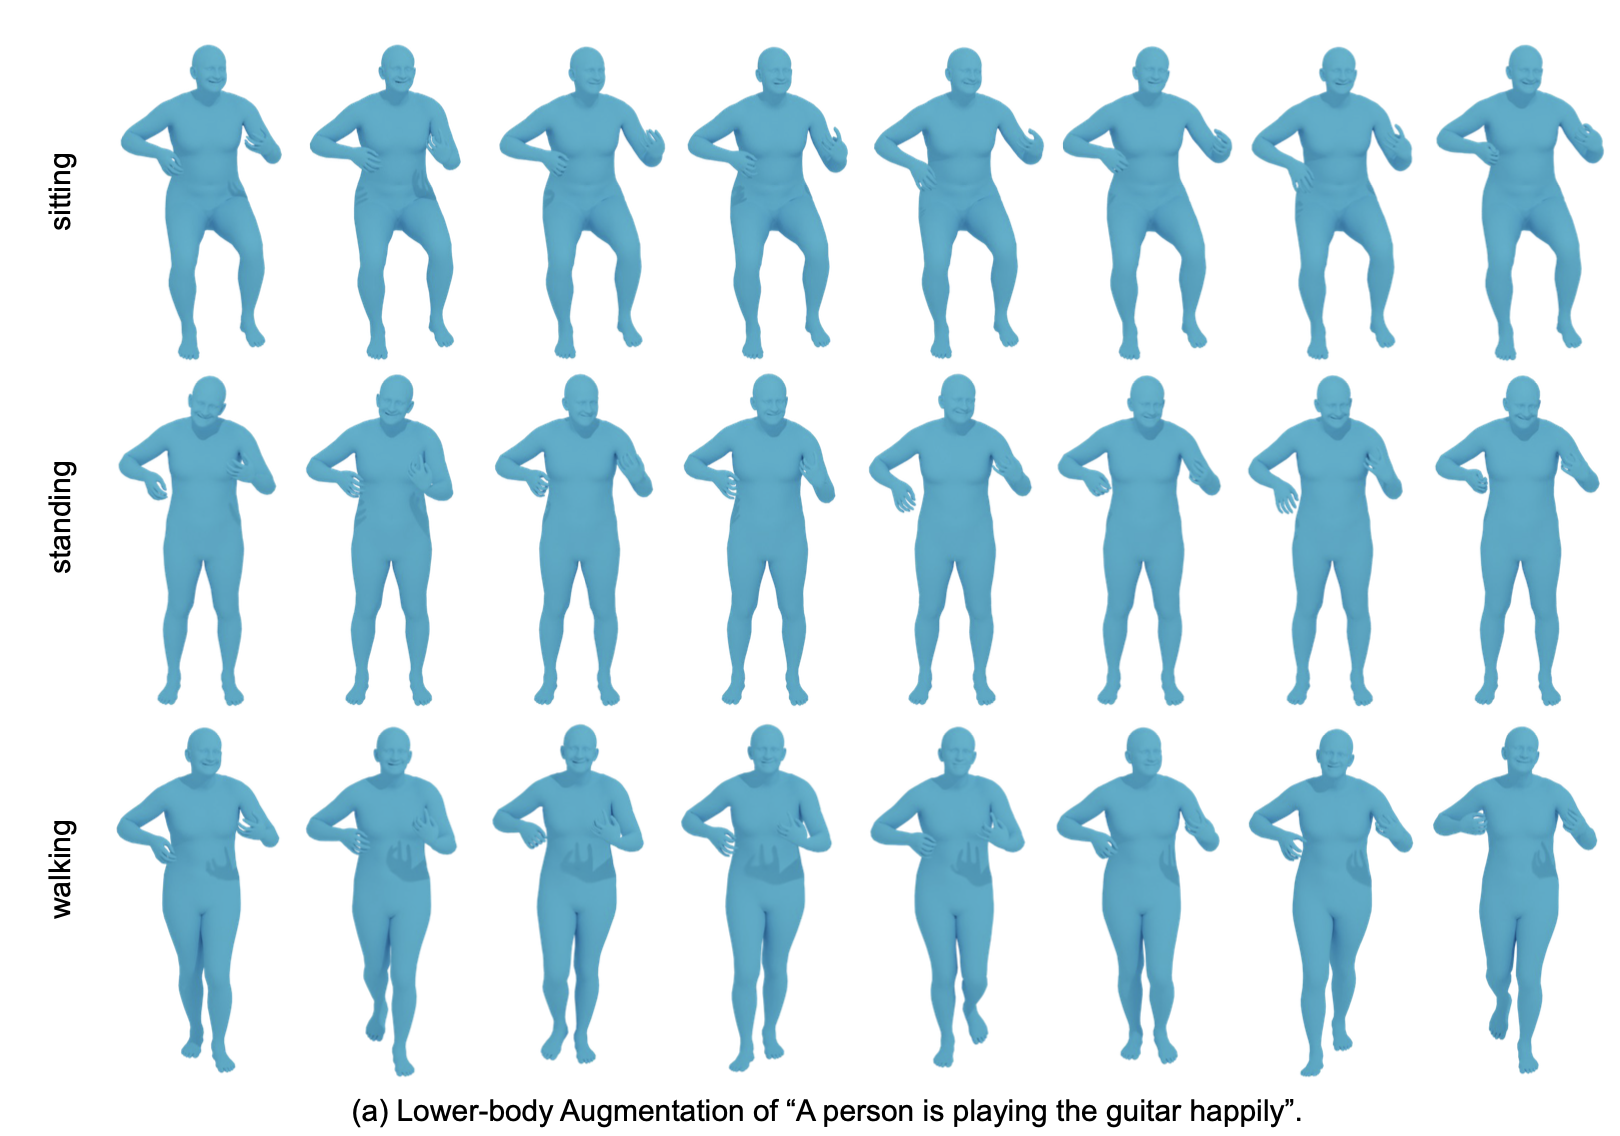 sitting
standing
walking
(a) Lower-body Augmentation of “A person is playing the guitar happily”.